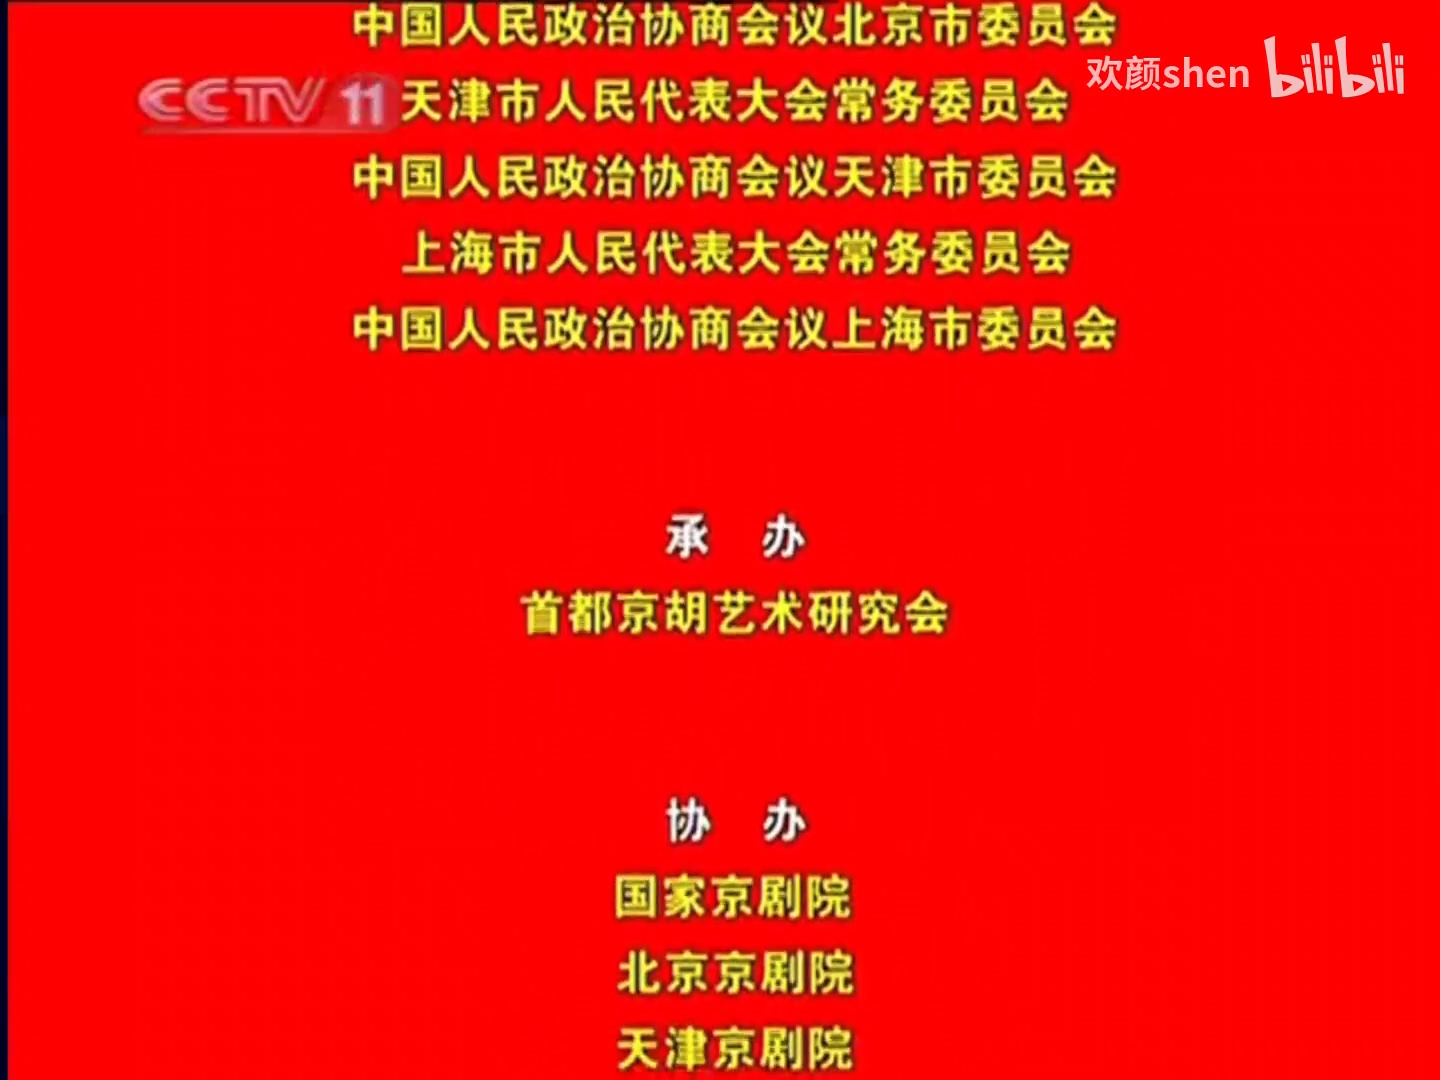 中国人民政治协商会议北京市委员会
欢颜shen bilibili
CCTV 11
天津市人民代表大会常务委员会
中国人民政治协商会议天津市委员会
上海市人民代表大会常务委员会
中国人民政治协商会议上海市委员会
承 办
首都京胡艺术研究会
协 办
国家京剧院
北京京剧院
天津京剧院